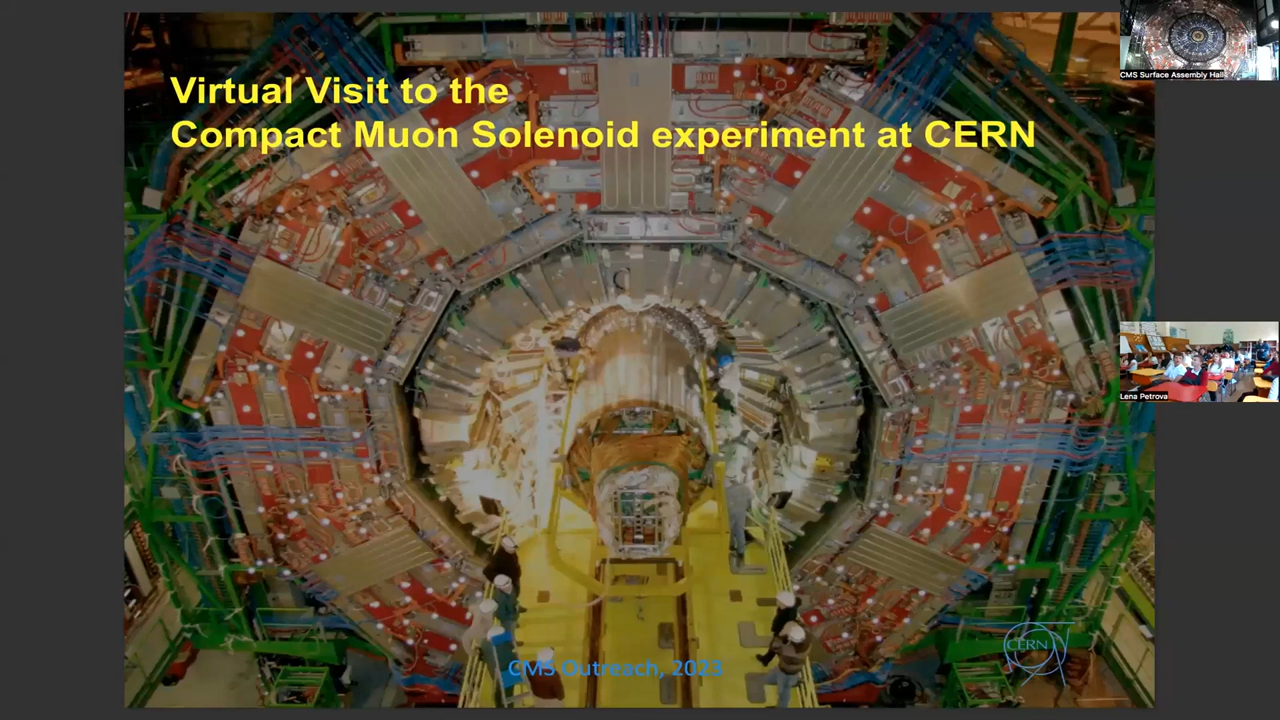 Virtual Visit to the
Compact Muon Solenoid experiment at CERN
CMS Surface Assembly Hall
Lena Petrova
CERN
CMS Outreach, 2023